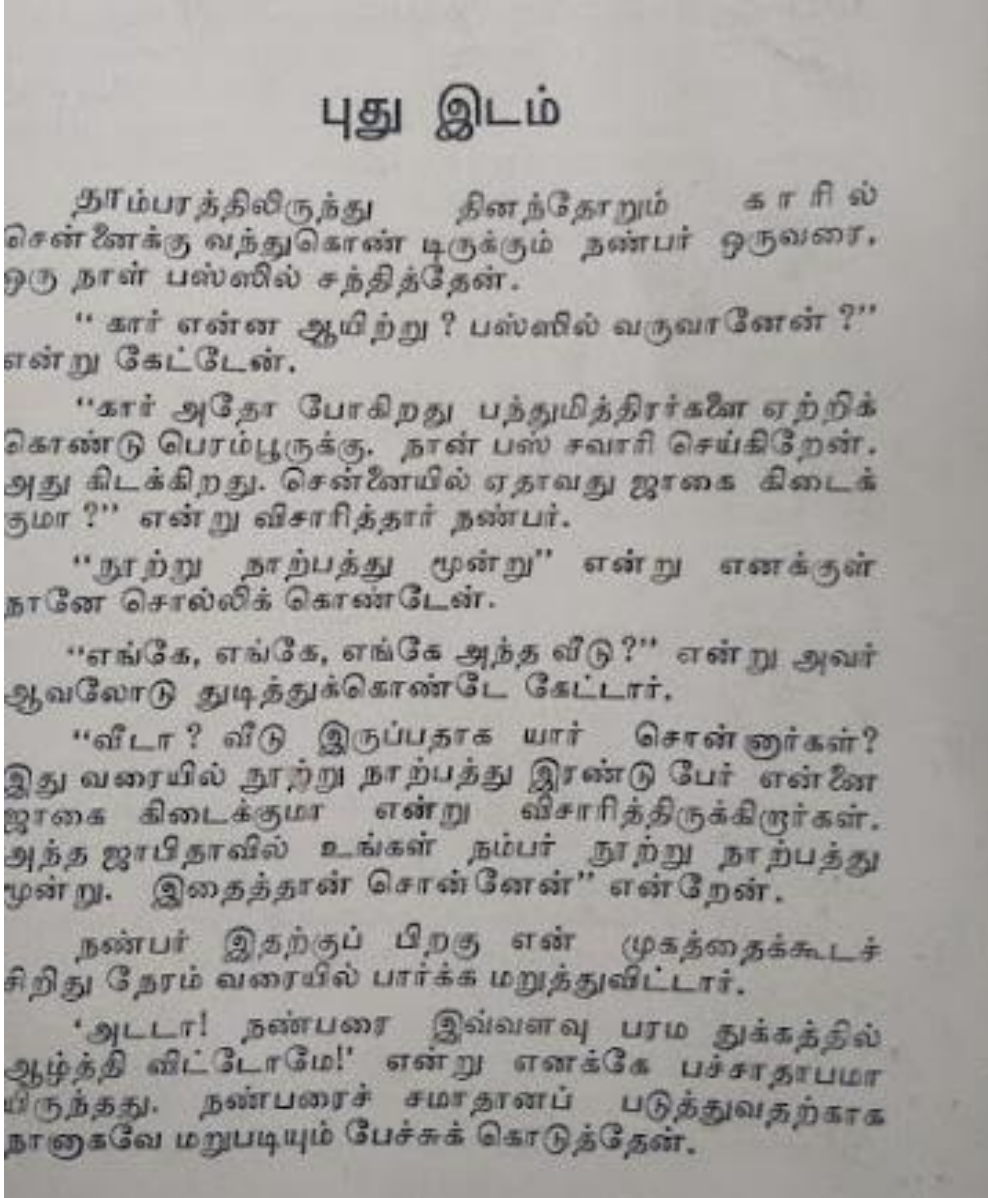 புது இடம்
தாம்பரத்திலிருந்து தினந்தோறும் காரில்
சென்னைக்கு வந்துகொண் டிருக்கும் நண்பர் ஒருவரை,
ஒரு நாள் பஸ்ஸில் சந்தித்தேன்.
“ கார் என்ன ஆயிற்று ? பஸ்ஸில் வருவானேன் ?”
என்று கேட்டேன்.
“கார் அதோ போகிறது பந்துமித்திரர்களை ஏற்றிக்
கொண்டு பெரம்பூருக்கு. நான் பஸ் சவாரி செய்கிறேன்.
அது கிடக்கிறது. சென்னையில் ஏதாவது ஜாகை கிடைக்
குமா ?” என்று விசாரித்தார் நண்பர்.
“நூற்று நாற்பத்து மூன்று” என்று எனக்குள்
நானே சொல்லிக் கொண்டேன்.
“எங்கே, எங்கே, எங்கே அந்த வீடு?” என்று அவர்
ஆவலோடு துடித்துக்கொண்டே கேட்டார்.
“வீடா ? வீடு இருப்பதாக யார் சொன்னார்கள்?
இது வரையில் நூற்று நாற்பத்து இரண்டு பேர் என்னை
ஜாகை கிடைக்குமா என்று விசாரித்திருக்கிறார்கள்.
அந்த ஜாபிதாவில் உங்கள் நம்பர் நூற்று நாற்பத்து
மூன்று. இதைத்தான் சொன்னேன்” என்றேன்.
நண்பர் இதற்குப் பிறகு என் முகத்தைக்கூடச்
சிறிது நேரம் வரையில் பார்க்க மறுத்துவிட்டார்.
‘அடடா! நண்பரை இவ்வளவு பரம துக்கத்தில்
ஆழ்த்தி விட்டோமே!’ என்று எனக்கே பச்சாதாபமா
யிருந்தது. நண்பரைச் சமாதானப் படுத்துவதற்காக
நானாகவே மறுபடியும் பேச்சுக் கொடுத்தேன்.